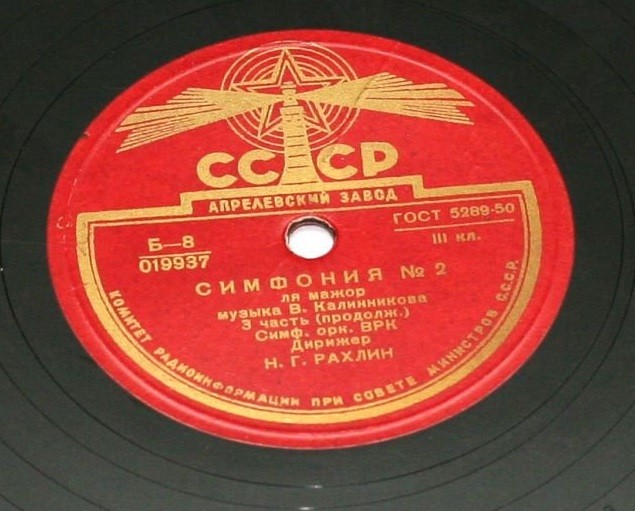 СССР
АПРЕЛЕВСКИЙ ЗАВОД
Б—8
019937
ГОСТ 5289-50
III кл.
СИМФОНИЯ № 2
ля мажор
музыка В. Калинникова
3 часть (продолж.)
Симф. орк. ВРК
Дирижер
Н. Г. РАХЛИН
КОМИТЕТ РАДИОИНФОРМАЦИИ ПРИ СОВЕТЕ МИНИСТРОВ С.С.С.Р.